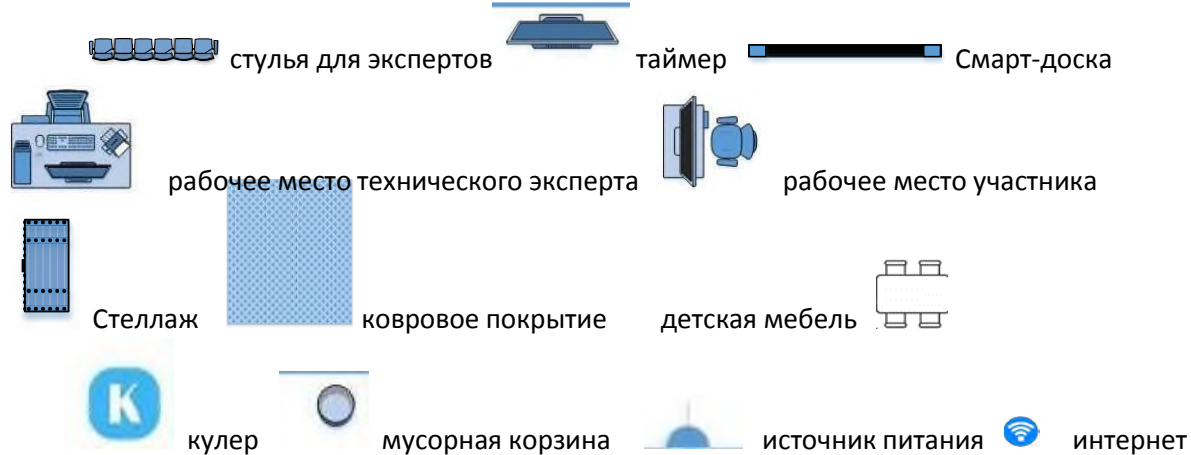 стулья для экспертов таймер Смарт-доска
рабочее место технического эксперта рабочее место участника
Стеллаж ковровое покрытие детская мебель
K
кулер мусорная корзина источник питания интернет